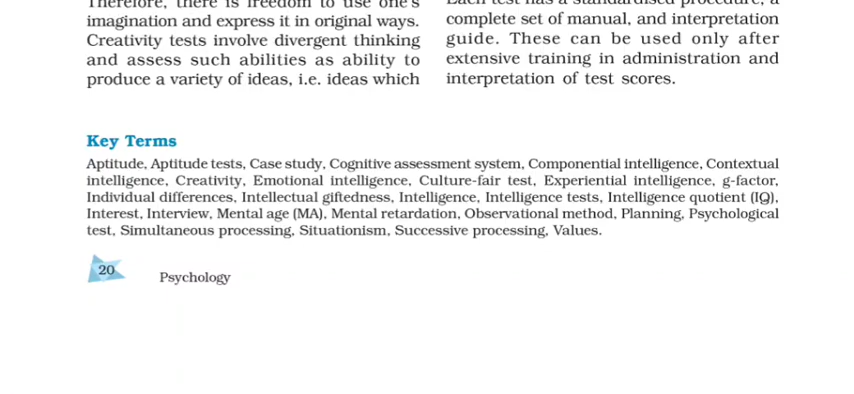 Therefore, there is freedom to use one's
imagination and express it in original ways.
Creativity tests involve divergent thinking
and assess such abilities as ability to
produce a variety of ideas, i.e. ideas which
Each test has a standardised procedure, a
complete set of manual, and interpretation
guide. These can be used only after
extensive training in administration and
interpretation of test scores.
Key Terms
Aptitude, Aptitude tests, Case study, Cognitive assessment system, Componential intelligence, Contextual
intelligence, Creativity, Emotional intelligence, Culture-fair test, Experiential intelligence, g-factor,
Individual differences, Intellectual giftedness, Intelligence, Intelligence tests, Intelligence quotient (IQ),
Interest, Interview, Mental age (MA), Mental retardation, Observational method, Planning, Psychological
test, Simultaneous processing, Situationism, Successive processing, Values.
20
Psychology